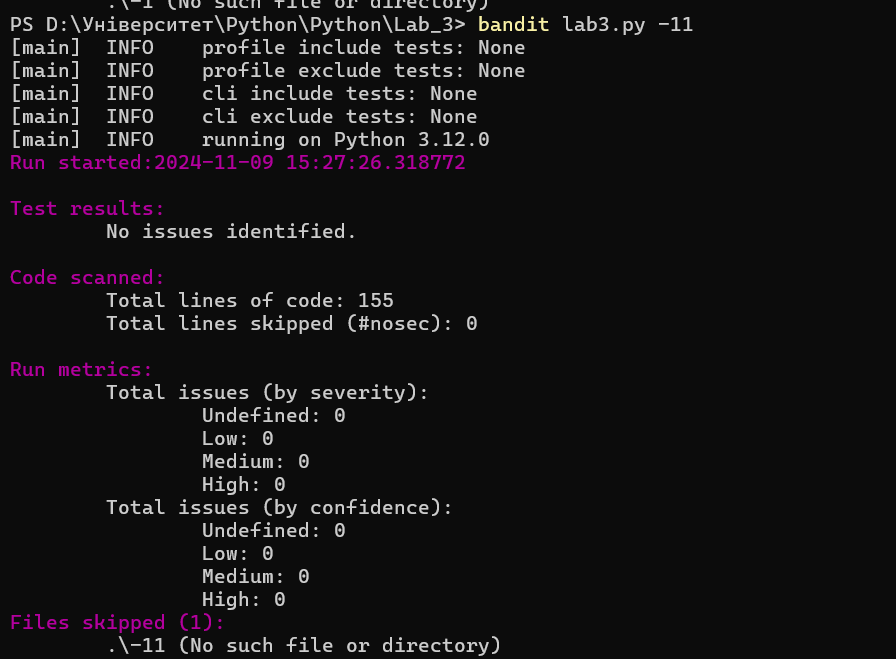 .\-1 (No such file or directory)
PS D:\Університет\Python\Python\Lab_3> bandit lab3.py -11
[main]  INFO    profile include tests: None
[main]  INFO    profile exclude tests: None
[main]  INFO    cli include tests: None
[main]  INFO    cli exclude tests: None
[main]  INFO    running on Python 3.12.0
Run started:2024-11-09 15:27:26.318772
Test results:
No issues identified.
Code scanned:
Total lines of code: 155
Total lines skipped (#nosec): 0
Run metrics:
Total issues (by severity):
Undefined: 0
Low: 0
Medium: 0
High: 0
Total issues (by confidence):
Undefined: 0
Low: 0
Medium: 0
High: 0
Files skipped (1):
.\-11 (No such file or directory)